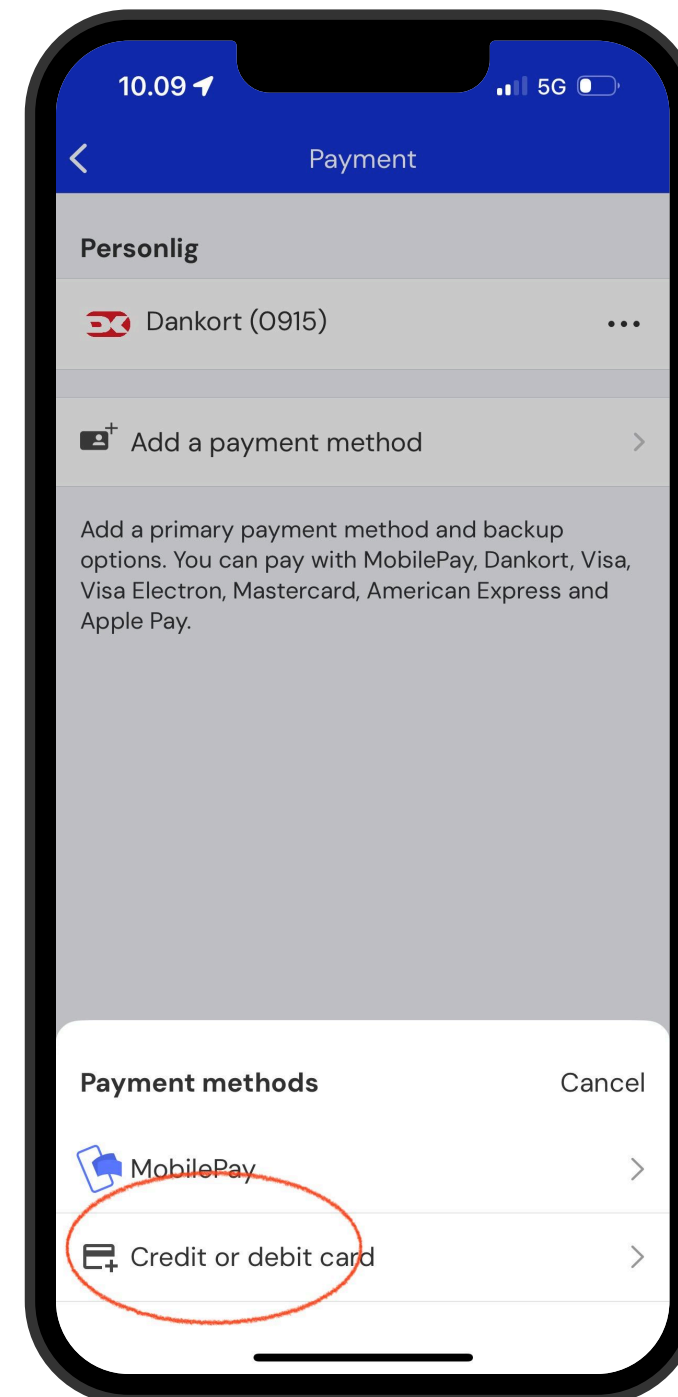 10.09
5G
Payment
Personlig
Dankort (0915)
Add a payment method
Add a primary payment method and backup
options. You can pay with MobilePay, Dankort, Visa,
Visa Electron, Mastercard, American Express and
Apple Pay.
Payment methods
Cancel
MobilePay
Credit or debit card